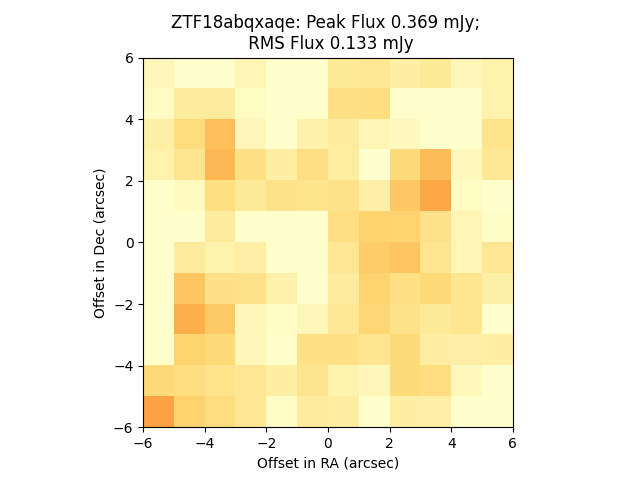 ZTF18abqxaqe: Peak Flux 0.369 mJy;
RMS Flux 0.133 mJy
6
4
2
0
−2
−4
−6
Offset in Dec (arcsec)
−6 −4 −2 0 2 4 6
Offset in RA (arcsec)